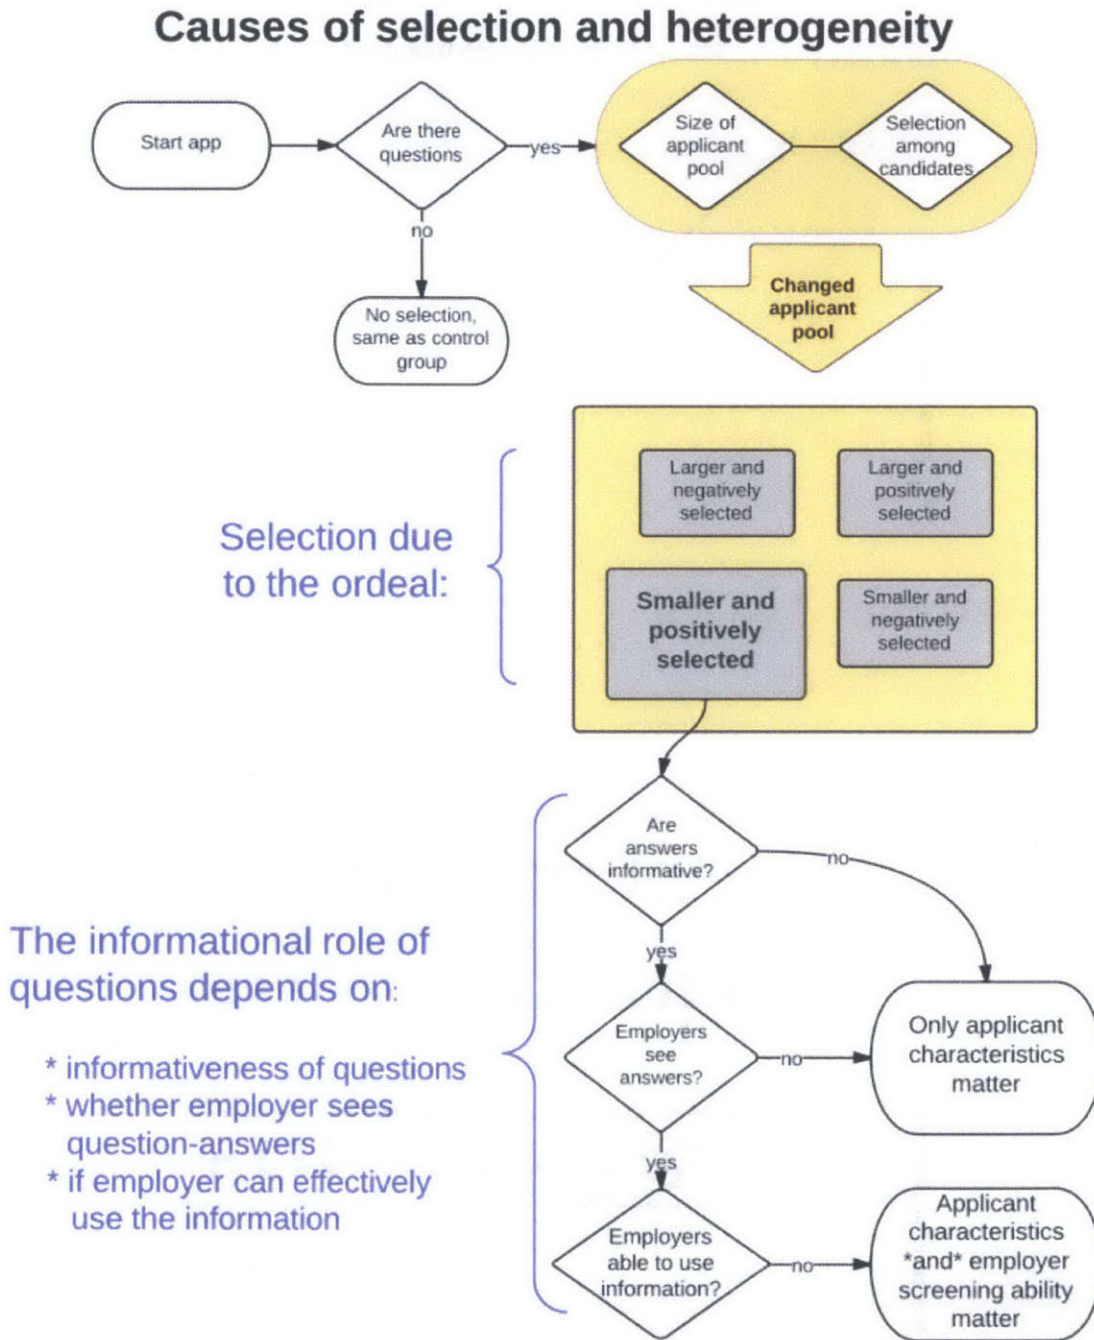 Causes of selection and heterogeneity
Start app
Are there
questions
yes
Size of
applicant
pool
Selection
among
candidates
no
No selection,
same as control
group
Changed
applicant
pool
Selection due
to the ordeal:
Larger and
negatively
selected
Larger and
positively
selected
Smaller and
positively
selected
Smaller and
negatively
selected
Are
answers
informative?
no
yes
The informational role of
questions depends on:
* informativeness of questions
* whether employer sees
question-answers
* if employer can effectively
use the information
Employers
see
answers?
no
Only applicant
characteristics
matter
yes
Employers
able to use
information?
no
Applicant
characteristics
*and* employer
screening ability
matter